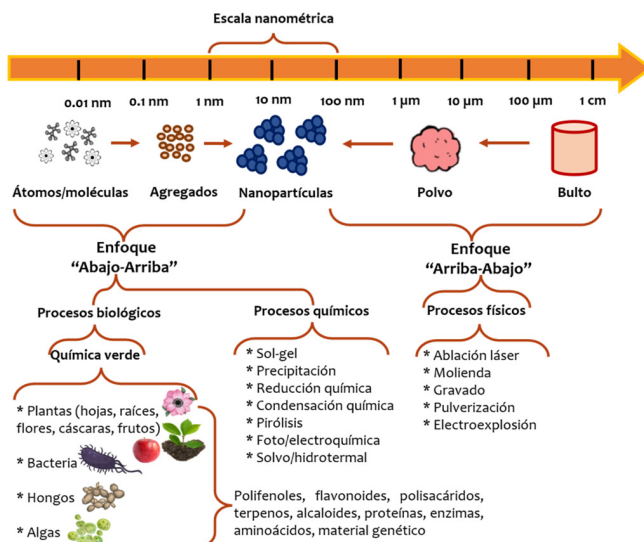 Escala nanométrica
0.01 nm 0.1 nm 1 nm 10 nm 100 nm 1 µm 10 µm 100 µm 1 cm
Átomos/moléculas Agregados Nanopartículas Polvo Bulto
Enfoque
“Abajo-Arriba”
Enfoque
“Arriba-Abajo”
Procesos biológicos
Química verde
* Plantas (hojas, raíces,
flores, cáscaras, frutos)
* Bacteria
* Hongos
* Algas
Procesos químicos
* Sol-gel
* Precipitación
* Reducción química
* Condensación química
* Pirólisis
* Foto/electroquímica
* Solvo/hidrotermal
Procesos físicos
* Ablación láser
* Molienda
* Gravado
* Pulverización
* Electroexplosión
Polifenoles, flavonoides, polisacáridos,
terpenos, alcaloides, proteínas, enzimas,
aminoácidos, material genético